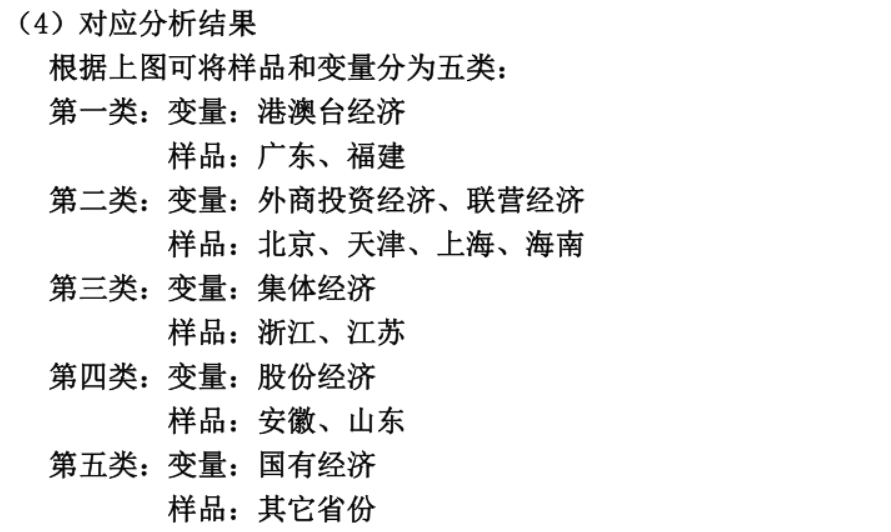 （4）对应分析结果
根据上图可将样品和变量分为五类：
第一类：变量：港澳台经济
样品：广东、福建
第二类：变量：外商投资经济、联营经济
样品：北京、天津、上海、海南
第三类：变量：集体经济
样品：浙江、江苏
第四类：变量：股份经济
样品：安徽、山东
第五类：变量：国有经济
样品：其它省份